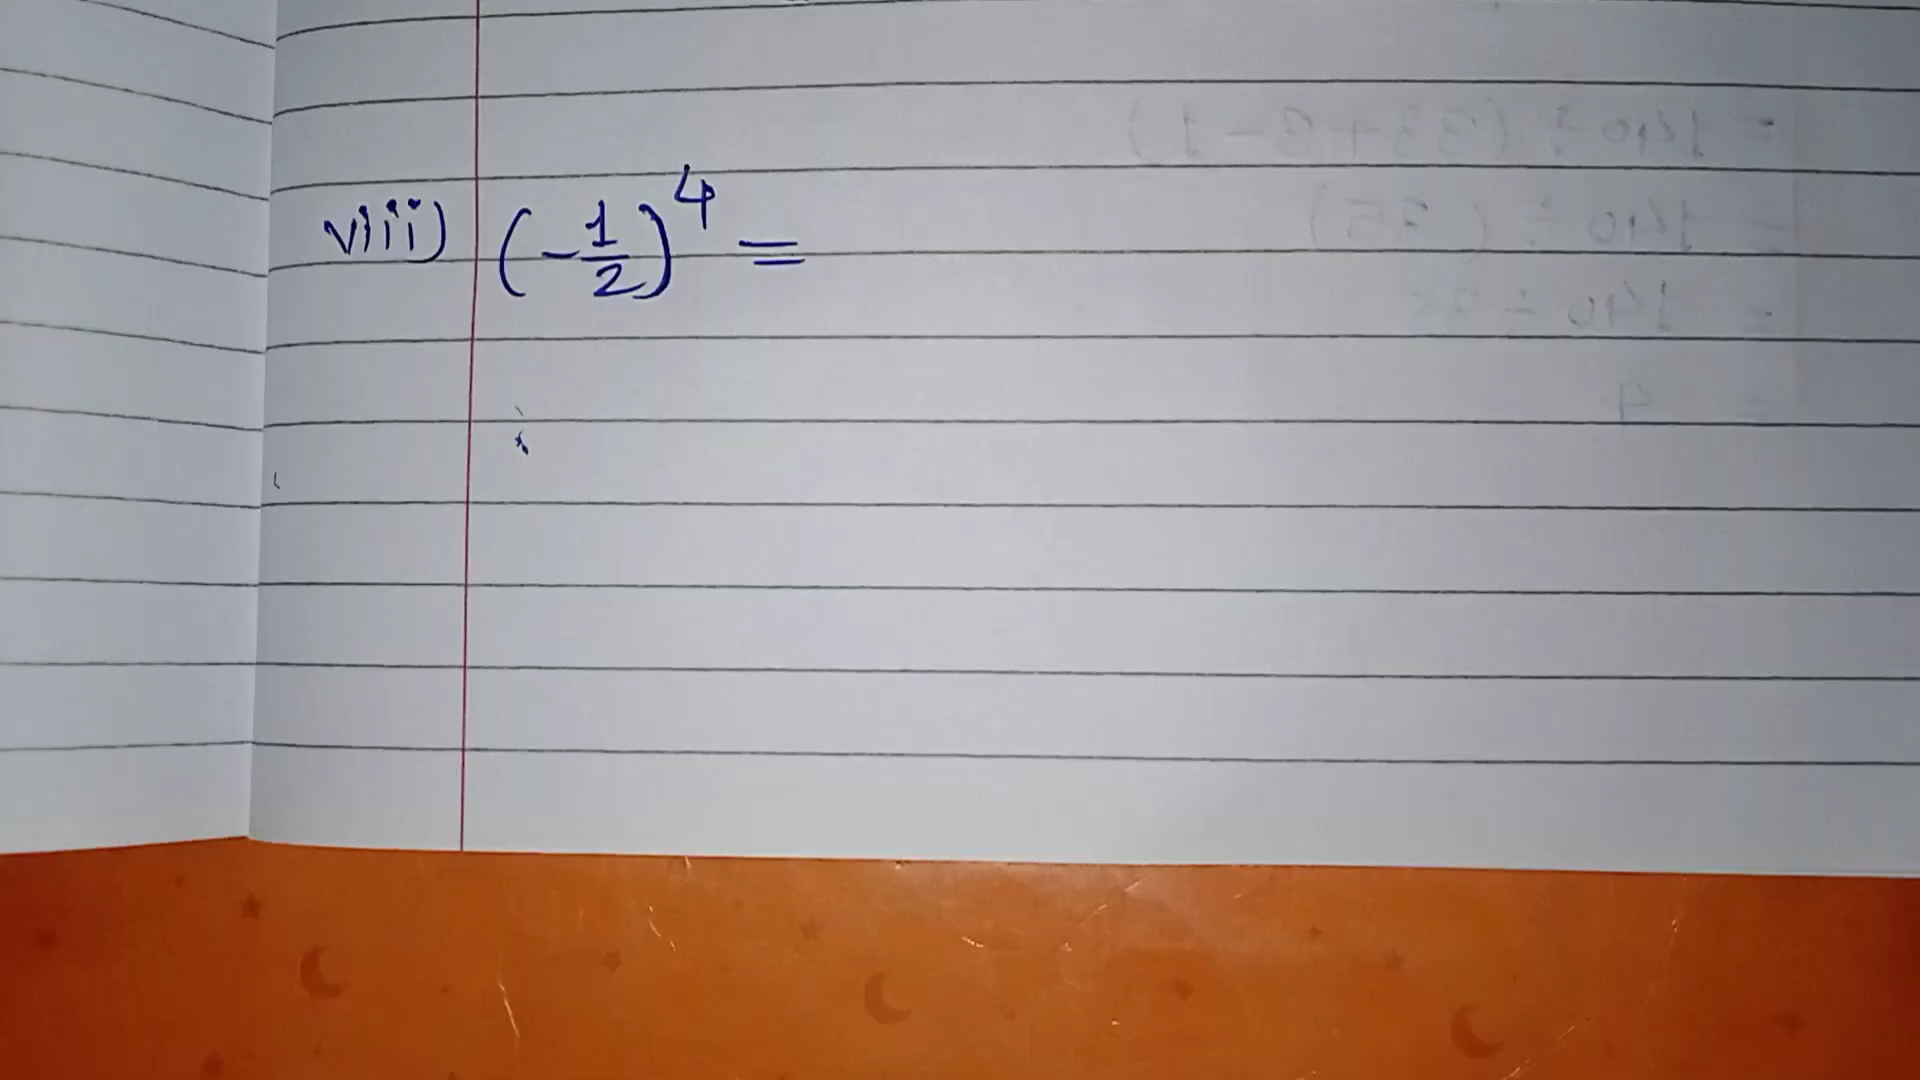 viii) (-1/2)^4 =